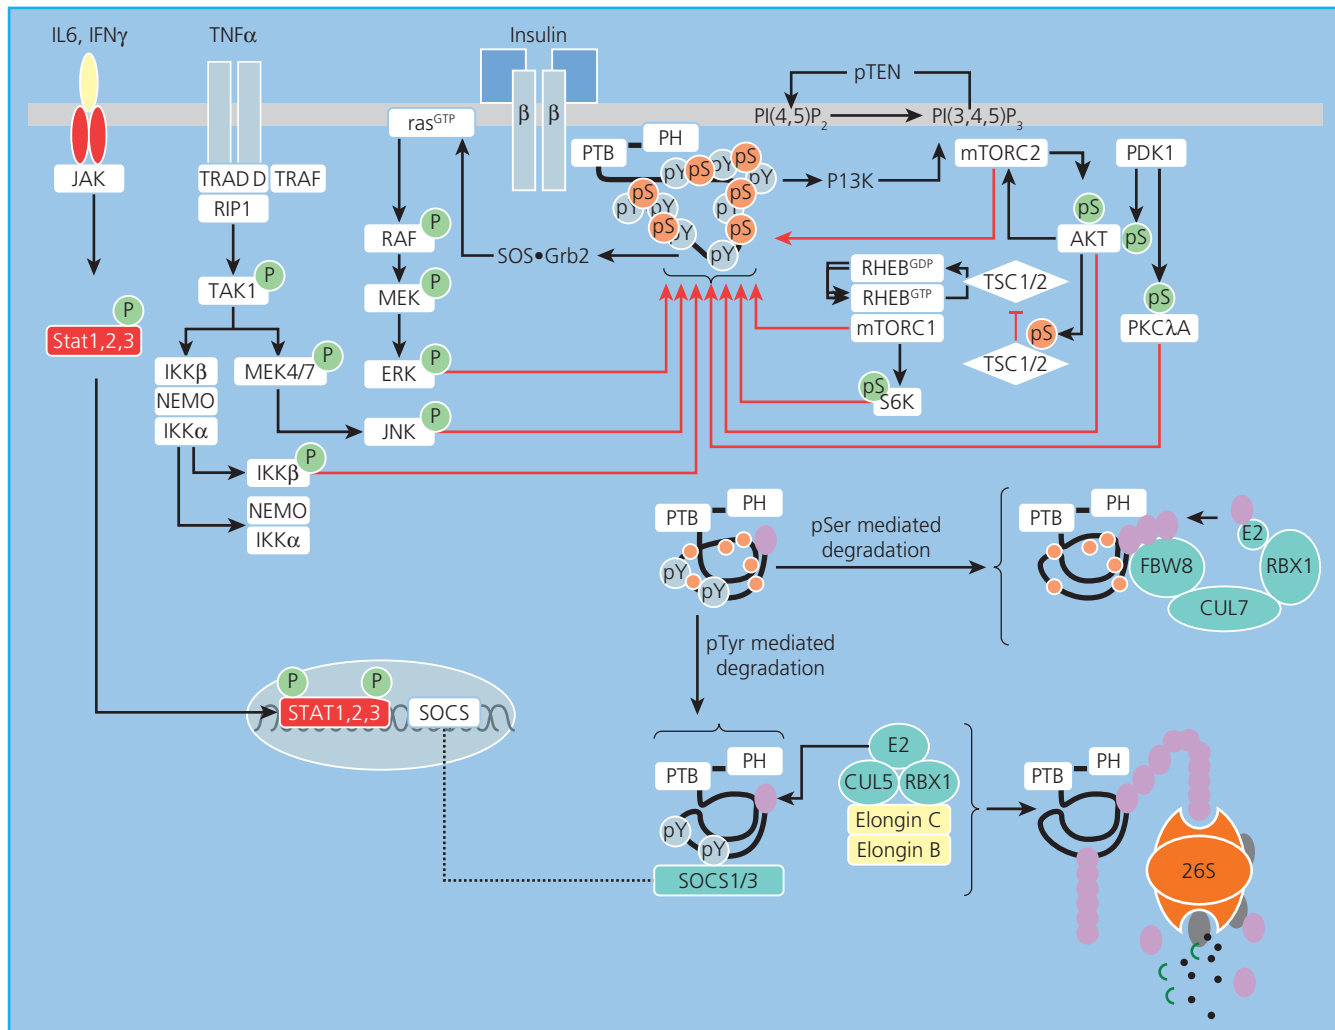 IL6, IFNγ
TNFα
Insulin
pTEN
PI(4,5)P2
PI(3,4,5)P3
rasGTP
β
β
PTB
PH
pY
pS
pY
pS
pY
pS
pY
pY
pS
pY
pS
pS
pY
pY
P13K
mTORC2
PDK1
JAK
TRAD D
TRAF
RIP1
RAF
P
SOS•Grb2
pS
AKT
pS
TAK1
P
MEK
P
RHEBGDP
RHEBGTP
mTORC1
TSC1/2
pS
TSC1/2
pS
PKCλA
P
Stat1,2,3
IKKβ
NEMO
IKKα
MEK4/7
P
ERK
P
pS
S6K
JNK
P
IKKβ
P
NEMO
IKKα
PTB
PH
pY
pY
pSer mediated
degradation
PTB
PH
E2
FBW8
RBX1
CUL7
pTyr mediated
degradation
P
P
STAT1,2,3
SOCS
PTB
PH
pY
pY
SOCS1/3
E2
CUL5
RBX1
Elongin C
Elongin B
PTB
PH
26S